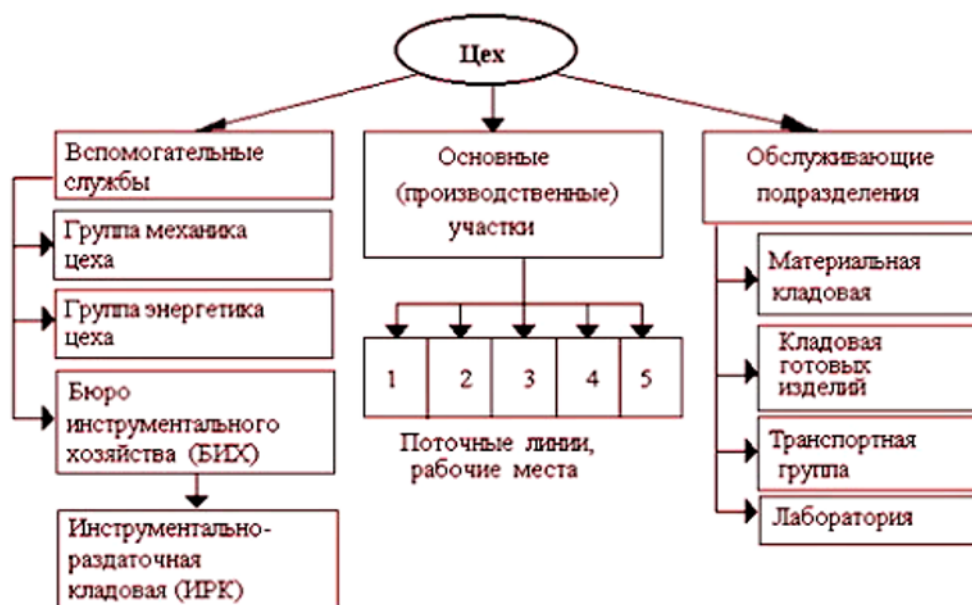 Цех
Вспомогательные
службы
Группа механика
цеха
Группа энергетика
цеха
Бюро
инструментального
хозяйства (БИХ)
Инструментально-
раздаточная
кладовая (ИРК)
Основные
(производственные)
участки
1 2 3 4 5
Поточные линии,
рабочие места
Обслуживающие
подразделения
Материальная
кладовая
Кладовая
готовых
изделий
Транспортная
группа
Лаборатория